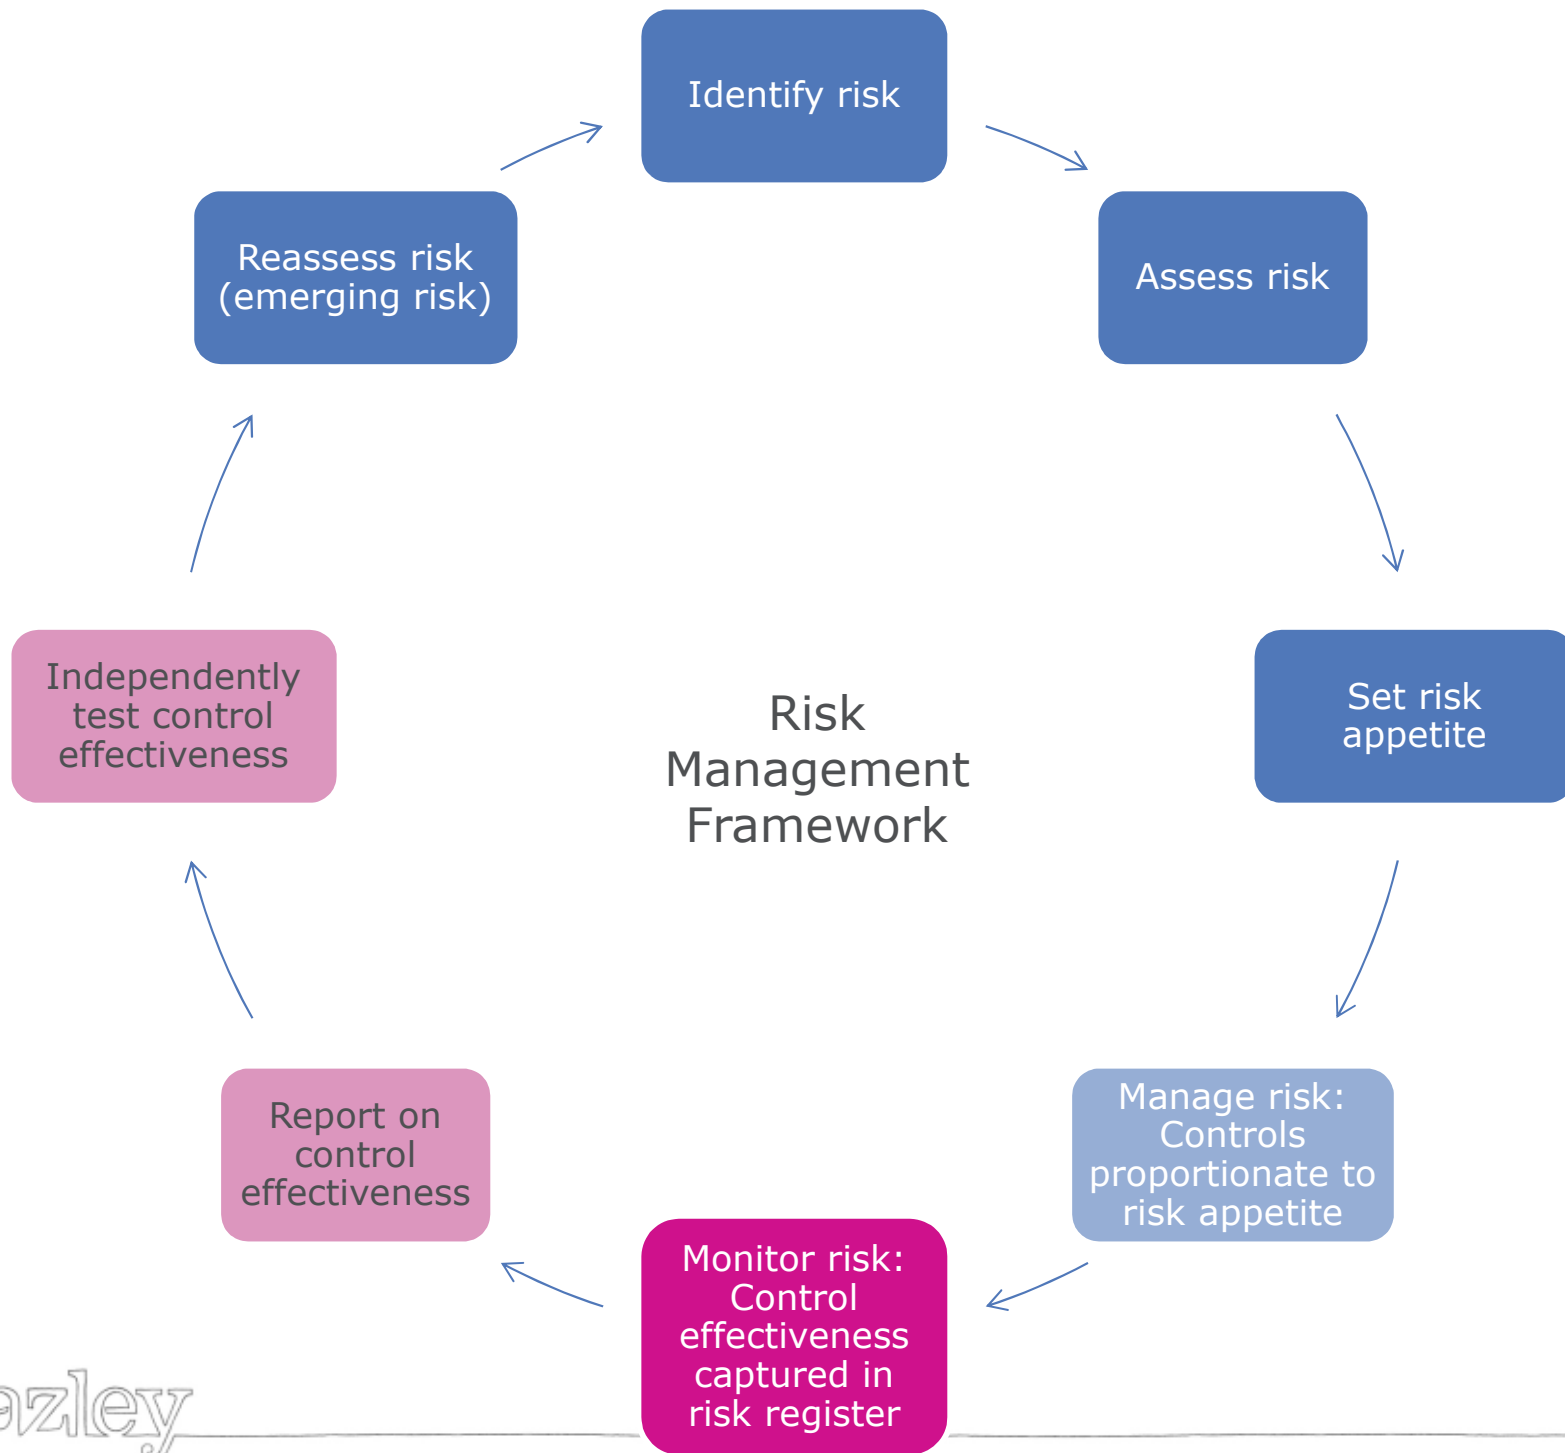 Identify risk
Assess risk
Set risk
appetite
Manage risk:
Controls
proportionate to
risk appetite
Monitor risk:
Control
effectiveness
captured in
risk register
Report on
control
effectiveness
Independently
test control
effectiveness
Reassess risk
(emerging risk)
Risk
Management
Framework
azley